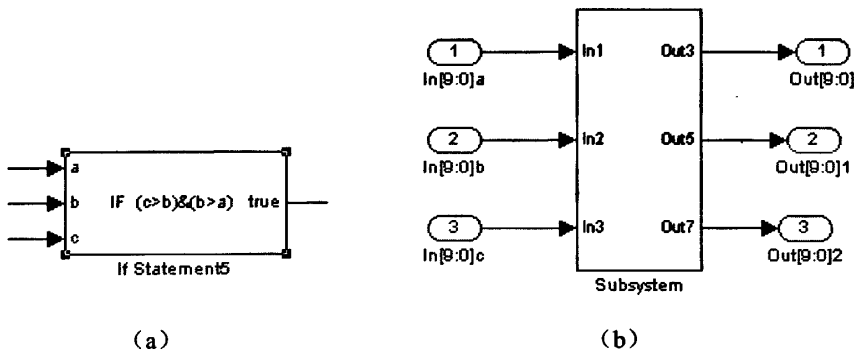 a
b IF (c>b)&(b>a) true
c
If Statement5
(a)
1 In1 Out3 1
In[9:0]a Out[9:0]
2 In2 Out5 2
In[9:0]b Out[9:0]1
3 In3 Out7 3
In[9:0]c Out[9:0]2
Subsystem
(b)